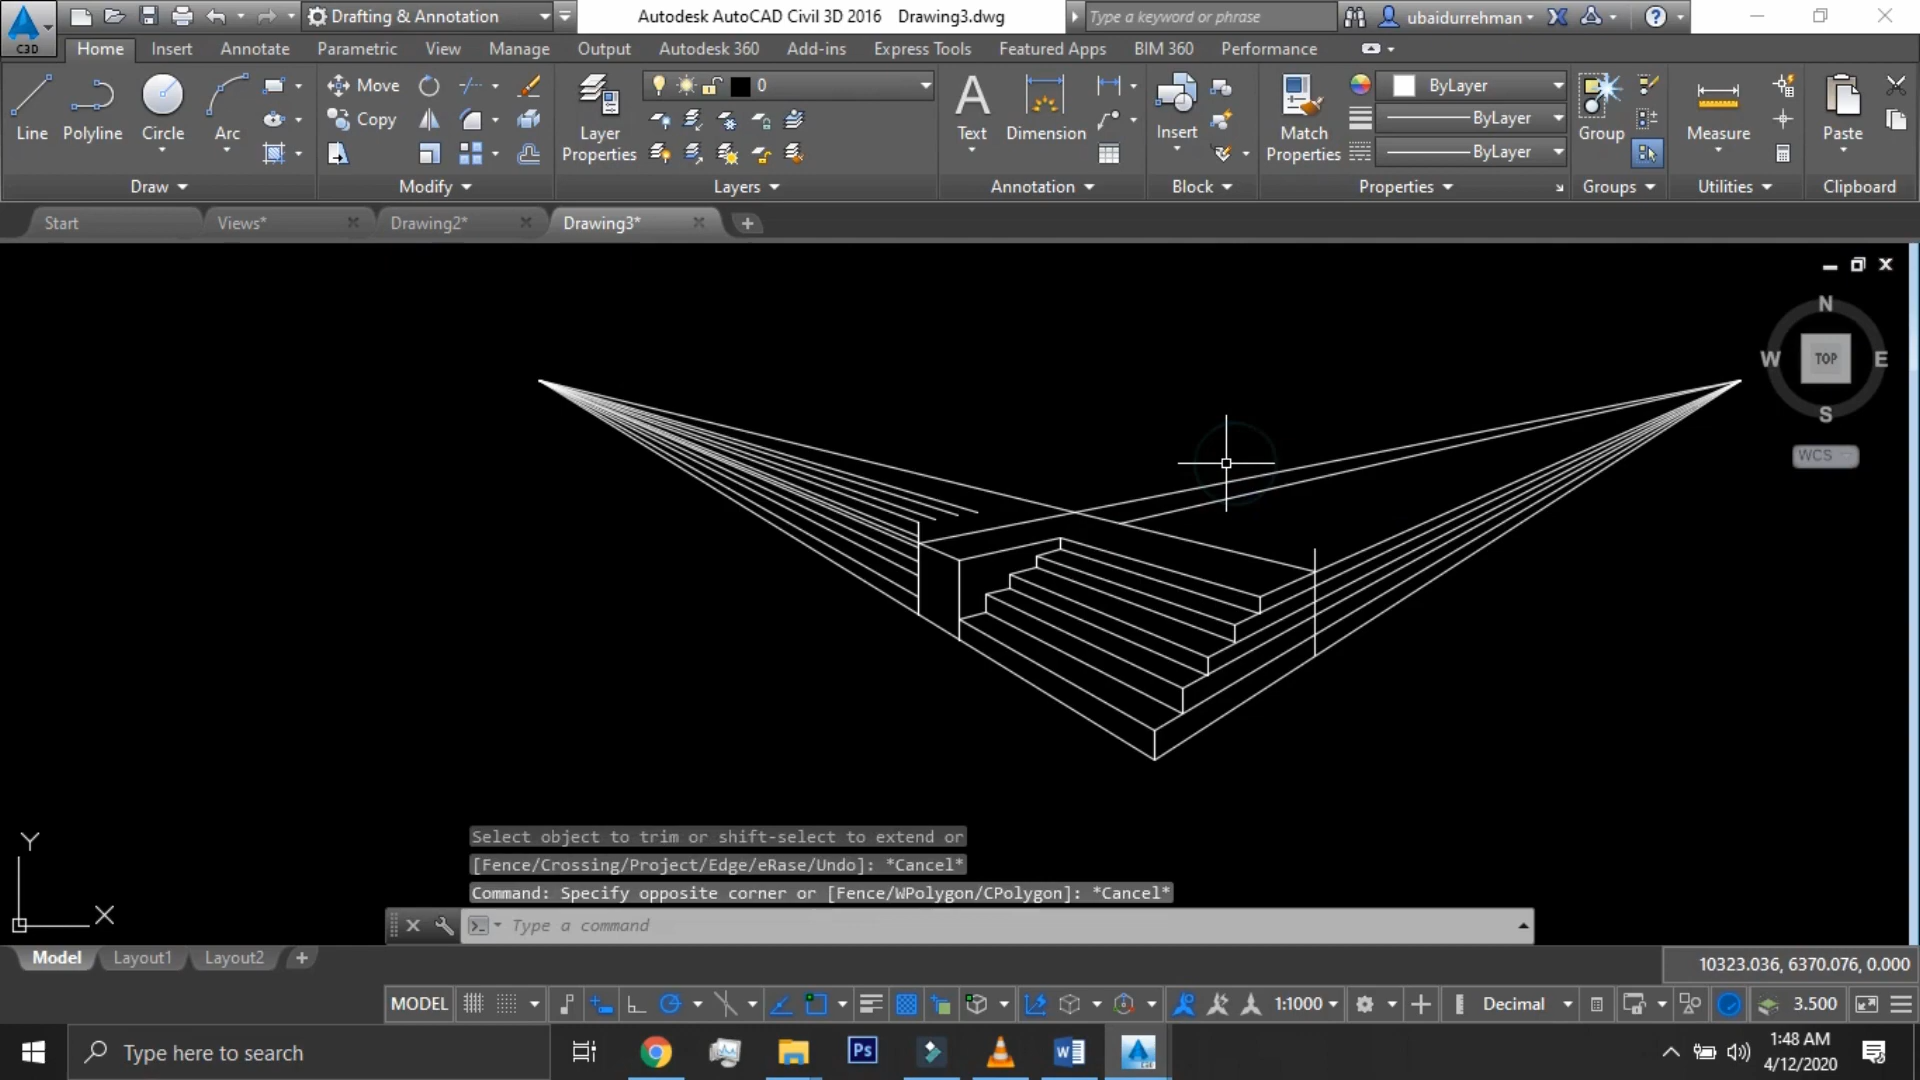 Drafting & Annotation
Autodesk AutoCAD Civil 3D 2016 Drawing3.dwg
Type a keyword or phrase
ubaidurrehman
C3D
Home Insert Annotate Parametric View Manage Output Autodesk 360 Add-ins Express Tools Featured Apps BIM 360 Performance
Line Polyline Circle Arc
Move
Copy
Layer Properties
0
Text Dimension
Insert
Match Properties
ByLayer
ByLayer
ByLayer
Group Measure Paste
Draw Modify Layers Annotation Block Properties Groups Utilities Clipboard
Start Views* Drawing2* Drawing3*
N
W TOP E
S
WCS
Y
X
Select object to trim or shift-select to extend or
[Fence/Crossing/Project/Edge/eRase/Undo]: *Cancel*
Command: Specify opposite corner or [Fence/WPolygon/CPolygon]: *Cancel*
Type a command
Model Layout1 Layout2
10323.036, 6370.076, 0.000
MODEL 1:1000 Decimal 3.500
Type here to search
Ps
1:48 AM
4/12/2020